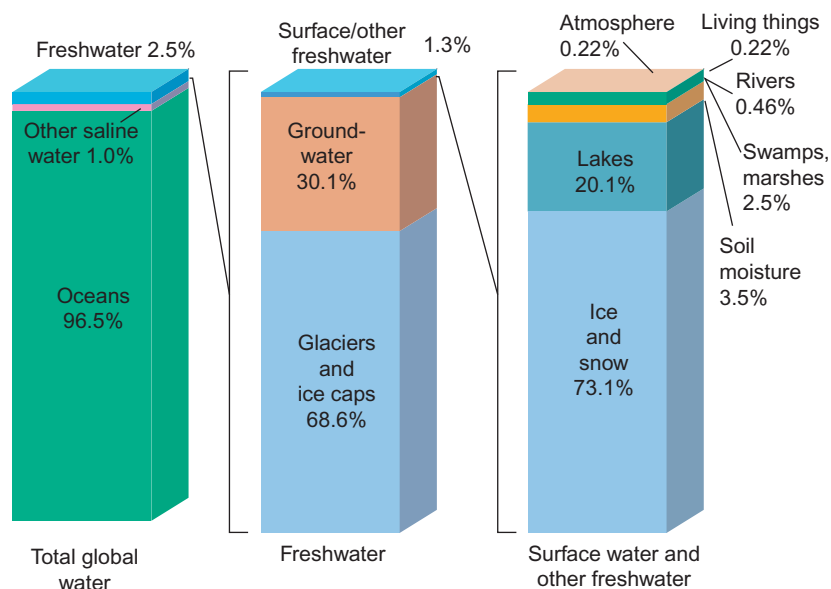 Freshwater 2.5%
Other saline
water 1.0%
Oceans
96.5%
Total global
water
Surface/other
freshwater
1.3%
Ground-
water
30.1%
Glaciers
and
ice caps
68.6%
Freshwater
Atmosphere
0.22%
Living things
0.22%
Rivers
0.46%
Swamps,
marshes
2.5%
Soil
moisture
3.5%
Lakes
20.1%
Ice
and
snow
73.1%
Surface water and
other freshwater